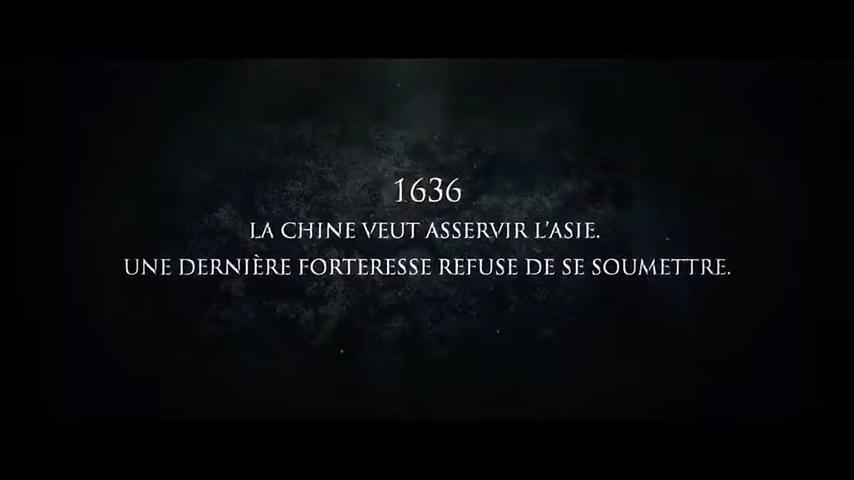 1636
LA CHINE VEUT ASSERVIR L'ASIE.
UNE DERNIÈRE FORTERESSE REFUSE DE SE SOUMETTRE.